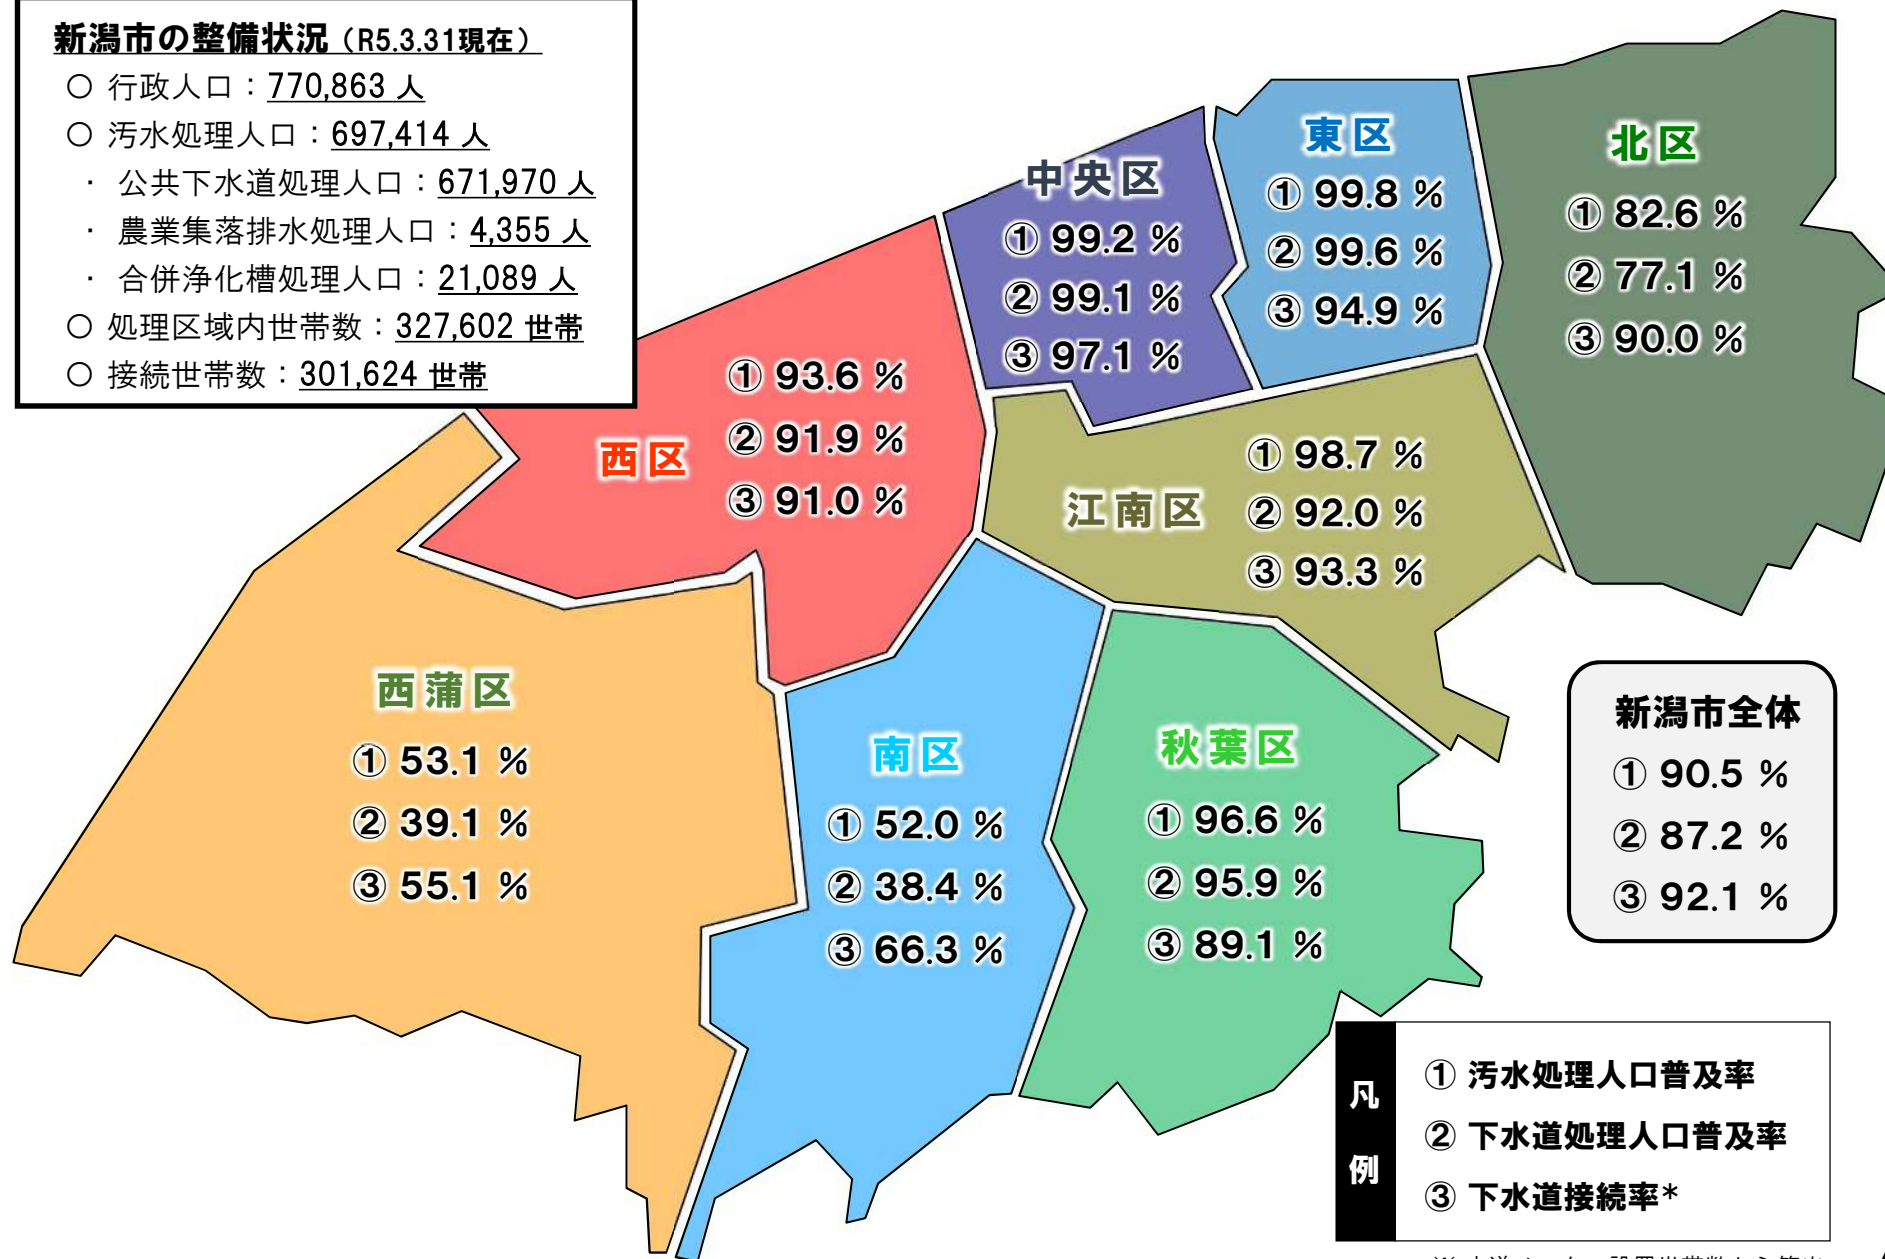 新潟市の整備状況（R5.3.31現在）
○ 行政人口：770,863 人
○ 汚水処理人口：697,414 人
・ 公共下水道処理人口：671,970 人
・ 農業集落排水処理人口：4,355 人
・ 合併浄化槽処理人口：21,089 人
○ 処理区域内世帯数：327,602 世帯
○ 接続世帯数：301,624 世帯
北区
① 82.6 %
② 77.1 %
③ 90.0 %
東区
① 99.8 %
② 99.6 %
③ 94.9 %
中央区
① 99.2 %
② 99.1 %
③ 97.1 %
西区
① 93.6 %
② 91.9 %
③ 91.0 %
江南区
① 98.7 %
② 92.0 %
③ 93.3 %
西蒲区
① 53.1 %
② 39.1 %
③ 55.1 %
南区
① 52.0 %
② 38.4 %
③ 66.3 %
秋葉区
① 96.6 %
② 95.9 %
③ 89.1 %
新潟市全体
① 90.5 %
② 87.2 %
③ 92.1 %
凡例
① 汚水処理人口普及率
② 下水道処理人口普及率
③ 下水道接続率*